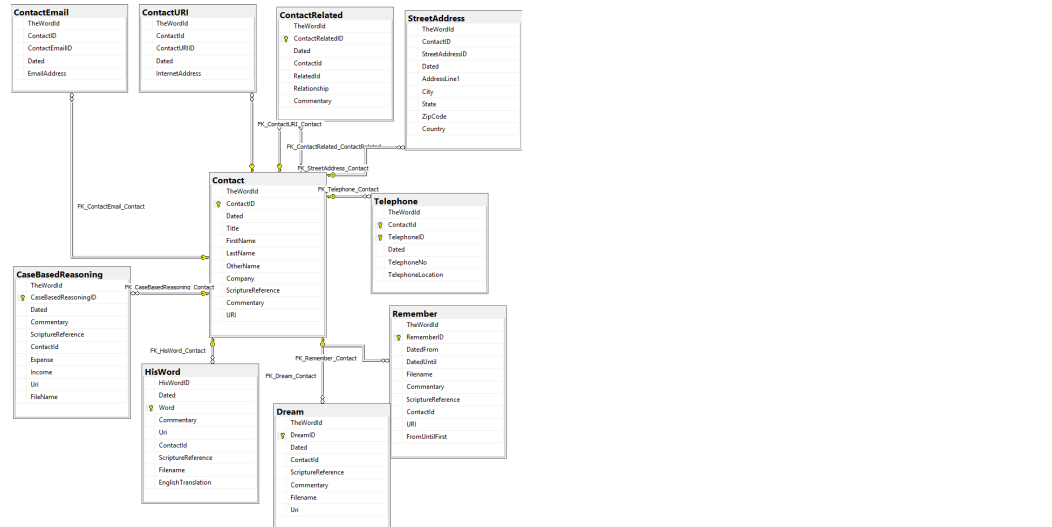 ContactEmail
TheWordId
ContactID
ContactEmailID
Dated
EmailAddress
ContactURI
TheWordId
ContactId
ContactURIID
Dated
InternetAddress
ContactRelated
TheWordId
ContactRelatedID
Dated
ContactId
RelatedId
Relationship
Commentary
StreetAddress
TheWordId
ContactID
StreetAddressID
Dated
AddressLine1
City
State
ZipCode
Country
FK_ContactURI_Contact
FK_ContactRelated_ContactRelated
FK_StreetAddress_Contact
FK_Telephone_Contact
FK_ContactEmail_Contact
Contact
TheWordId
ContactID
Dated
Title
FirstName
LastName
OtherName
Company
ScriptureReference
Commentary
URI
Telephone
TheWordId
ContactId
TelephoneID
Dated
TelephoneNo
TelephoneLocation
CaseBasedReasoning
TheWordId
CaseBasedReasoningID
Dated
Commentary
ScriptureReference
ContactId
Expense
Income
Uri
FileName
FK_CaseBasedReasoning_Contact
FK_HisWord_Contact
FK_Remember_Contact
FK_Dream_Contact
Remember
TheWordId
RememberID
DatedFrom
DatedUntil
Filename
Commentary
ScriptureReference
ContactId
URI
FromUntilFirst
HisWord
HisWordID
Dated
Word
Commentary
Uri
ContactId
ScriptureReference
Filename
EnglishTranslation
Dream
TheWordId
DreamID
Dated
ContactId
ScriptureReference
Commentary
Filename
Uri